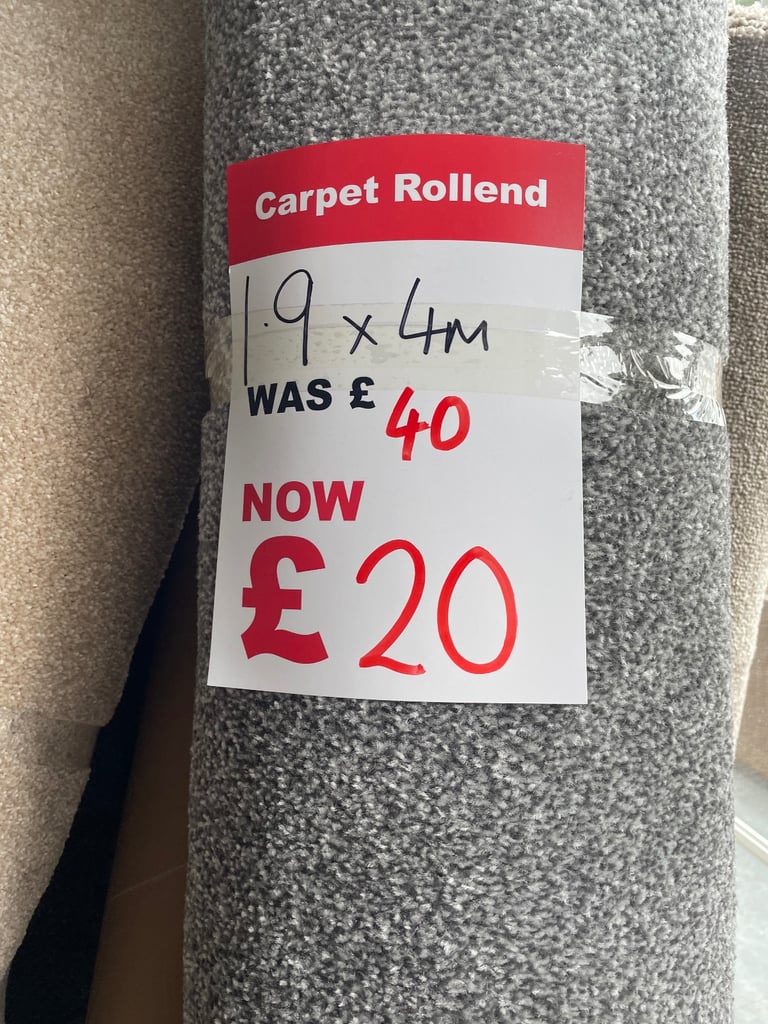 Carpet Rollend
1.9 x 4M
WAS £ 40
NOW
£20